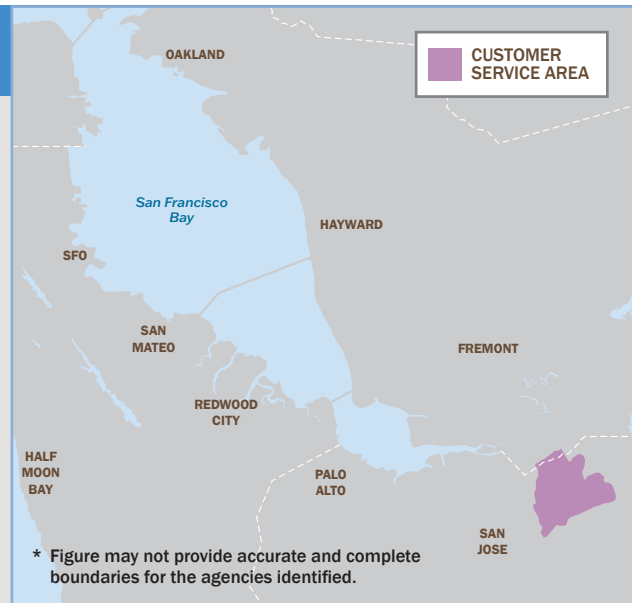 OAKLAND
CUSTOMER
SERVICE AREA
San Francisco
Bay
HAYWARD
SFO
SAN
MATEO
FREMONT
REDWOOD
CITY
HALF
MOON
BAY
PALO
ALTO
SAN
JOSE
* Figure may not provide accurate and complete
boundaries for the agencies identified.